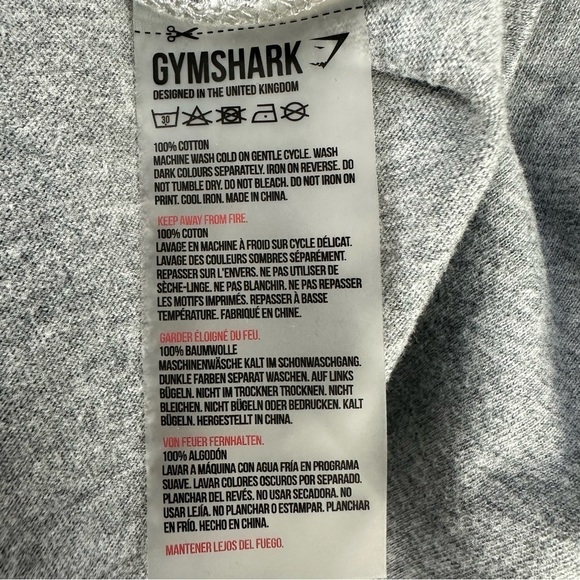 GYMSHARK
DESIGNED IN THE UNITED KINGDOM
30
100% COTTON
MACHINE WASH COLD ON GENTLE CYCLE. WASH
DARK COLOURS SEPARATELY. IRON ON REVERSE. DO
NOT TUMBLE DRY. DO NOT BLEACH. DO NOT IRON ON
PRINT. COOL IRON. MADE IN CHINA.
KEEP AWAY FROM FIRE.
100% COTON
LAVAGE EN MACHINE À FROID SUR CYCLE DÉLICAT.
LAVAGE DES COULEURS SOMBRES SÉPARÉMENT.
REPASSER SUR L'ENVERS. NE PAS UTILISER DE
SÈCHE-LINGE. NE PAS BLANCHIR. NE PAS REPASSER
LES MOTIFS IMPRIMÉS. REPASSER À BASSE
TEMPÉRATURE. FABRIQUÉ EN CHINE.
GARDER ÉLOIGNÉ DU FEU.
100% BAUMWOLLE
MASCHINENWÄSCHE KALT IM SCHONWASCHGANG.
DUNKLE FARBEN SEPARAT WASCHEN. AUF LINKS
BÜGELN. NICHT IM TROCKNER TROCKNEN. NICHT
BLEICHEN. NICHT BÜGELN ODER BEDRUCKEN. KALT
BÜGELN. HERGESTELLT IN CHINA.
VON FEUER FERNHALTEN.
100% ALGODÓN
LAVAR A MÁQUINA CON AGUA FRÍA EN PROGRAMA
SUAVE. LAVAR COLORES OSCUROS POR SEPARADO.
PLANCHAR DEL REVÉS. NO USAR SECADORA. NO
USAR LEJÍA. NO PLANCHAR O ESTAMPAR. PLANCHAR
EN FRÍO. HECHO EN CHINA.
MANTENER LEJOS DEL FUEGO.